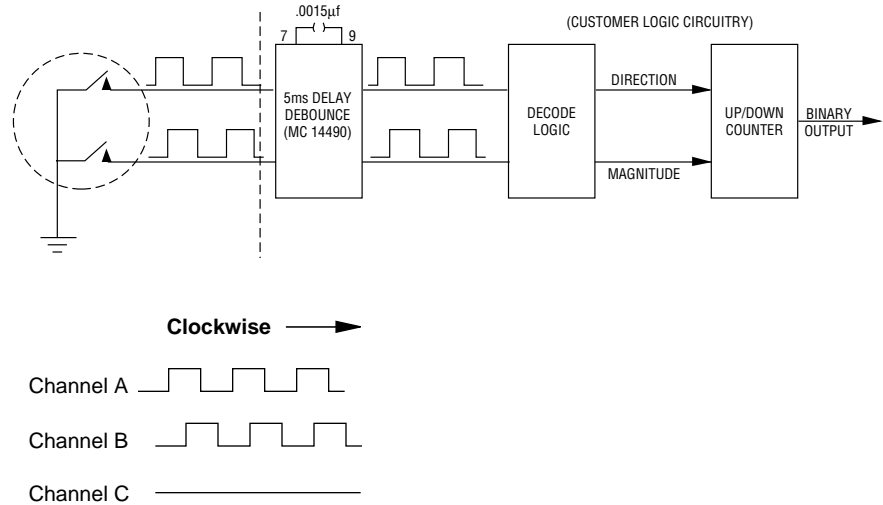 .0015µf
7 9
(CUSTOMER LOGIC CIRCUITRY)
5ms DELAY
DEBOUNCE
(MC 14490)
DECODE
LOGIC
DIRECTION
MAGNITUDE
UP/DOWN
COUNTER
BINARY
OUTPUT
Clockwise
Channel A
Channel B
Channel C